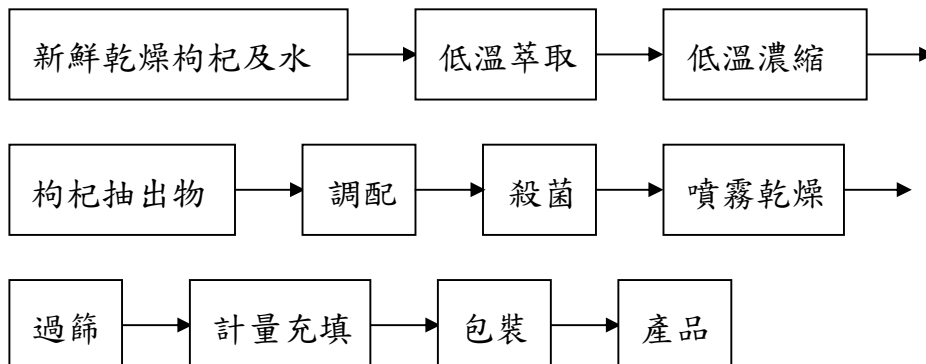 新鮮乾燥枸杞及水 低溫萃取 低溫濃縮
枸杞抽出物 調配 殺菌 噴霧乾燥
過篩 計量充填 包裝 產品